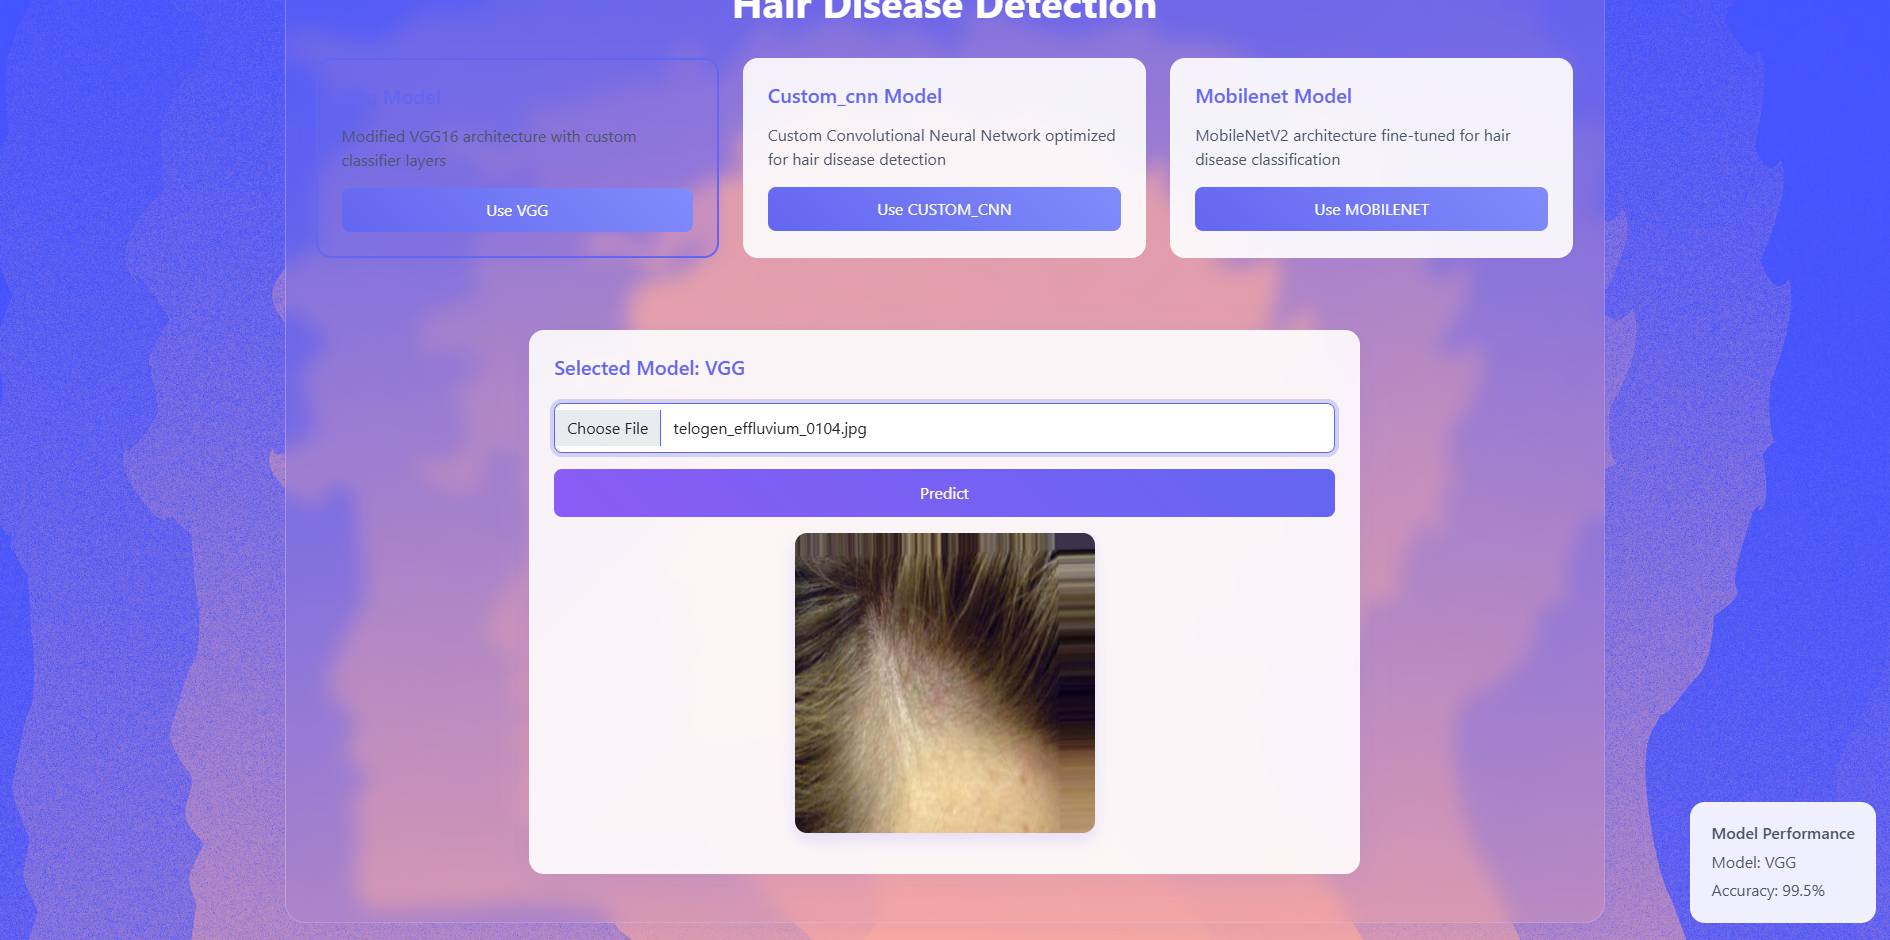 Hair Disease Detection
Model
Modified VGG16 architecture with custom
classifier layers
Use VGG
Custom_cnn Model
Custom Convolutional Neural Network optimized
for hair disease detection
Use CUSTOM_CNN
Mobilenet Model
MobileNetV2 architecture fine-tuned for hair
disease classification
Use MOBILENET
Selected Model: VGG
Choose File telogen_effluvium_0104.jpg
Predict
Model Performance
Model: VGG
Accuracy: 99.5%